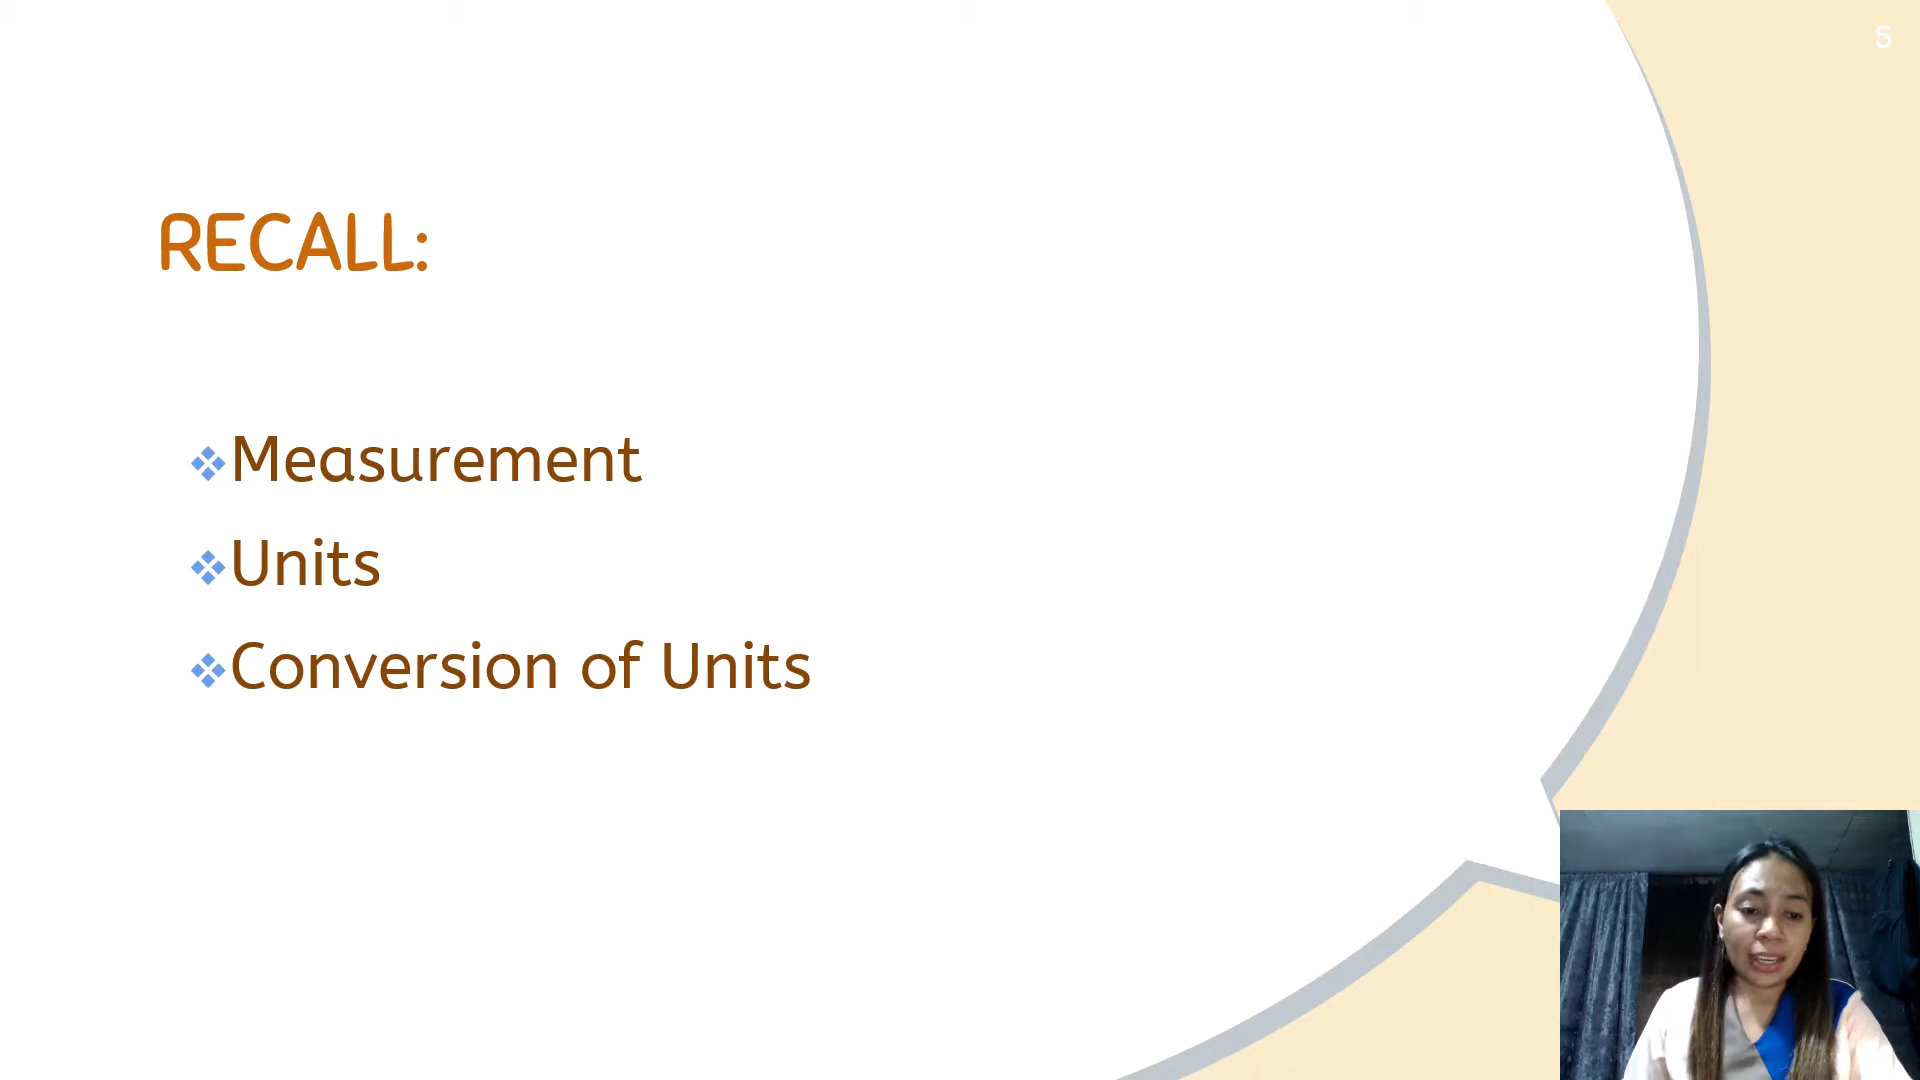 5
RECALL:
❖Measurement
❖Units
❖Conversion of Units